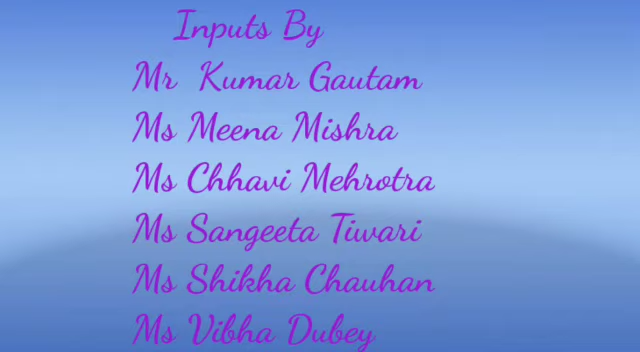 Inputs By
Mr Kumar Gautam
Ms Meena Mishra
Ms Chhavi Mehrotra
Ms Sangeeta Tiwari
Ms Shikha Chauhan
Ms Vibha Dubey